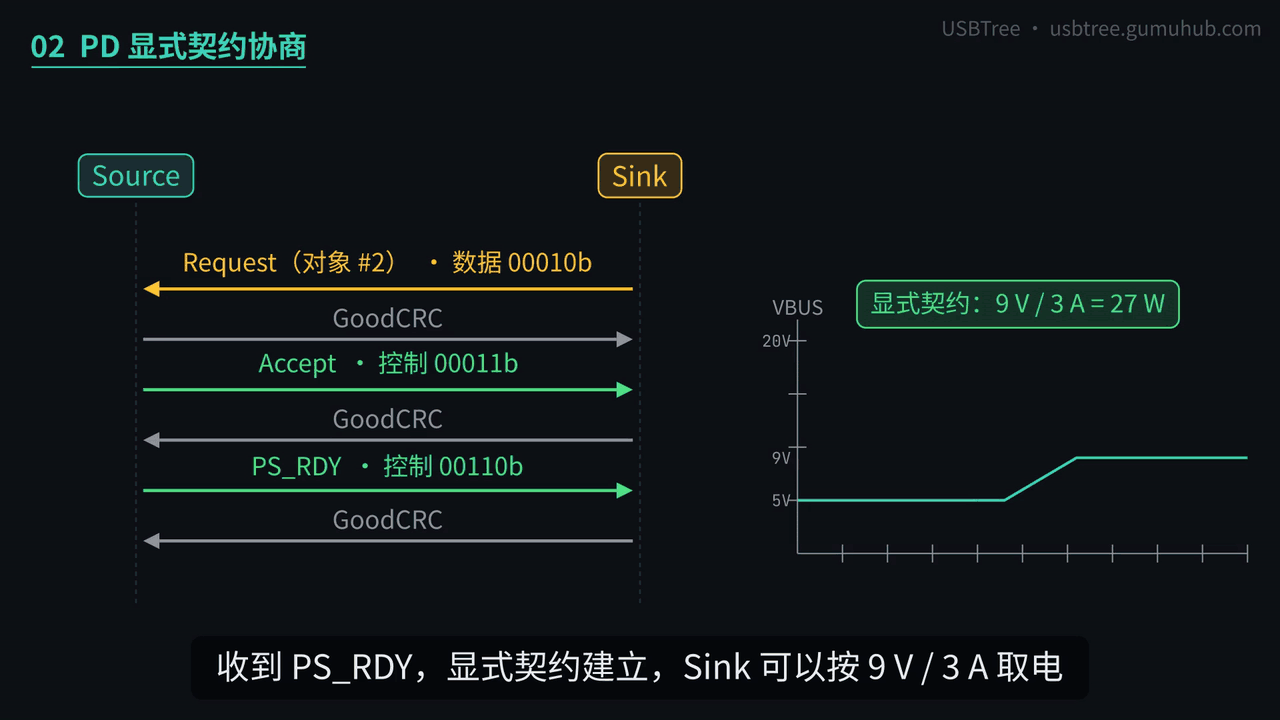 02 PD 显式契约协商
USBTree · usbtree.gumuhub.com
Source
Sink
Request（对象 #2） · 数据 00010b
GoodCRC
Accept · 控制 00011b
GoodCRC
PS_RDY · 控制 00110b
GoodCRC
VBUS
显式契约：9 V / 3 A = 27 W
20V
9V
5V
收到 PS_RDY，显式契约建立，Sink 可以按 9 V / 3 A 取电